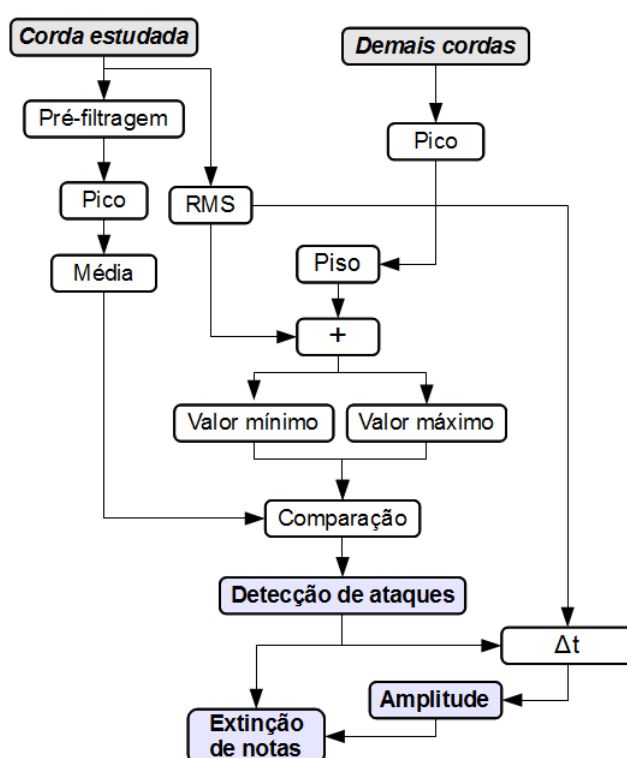 Corda estudada
Demais cordas
Pré-filtragem
Pico
Pico
RMS
Média
Piso
+
Valor mínimo
Valor máximo
Comparação
Detecção de ataques
Δt
Amplitude
Extinção
de notas